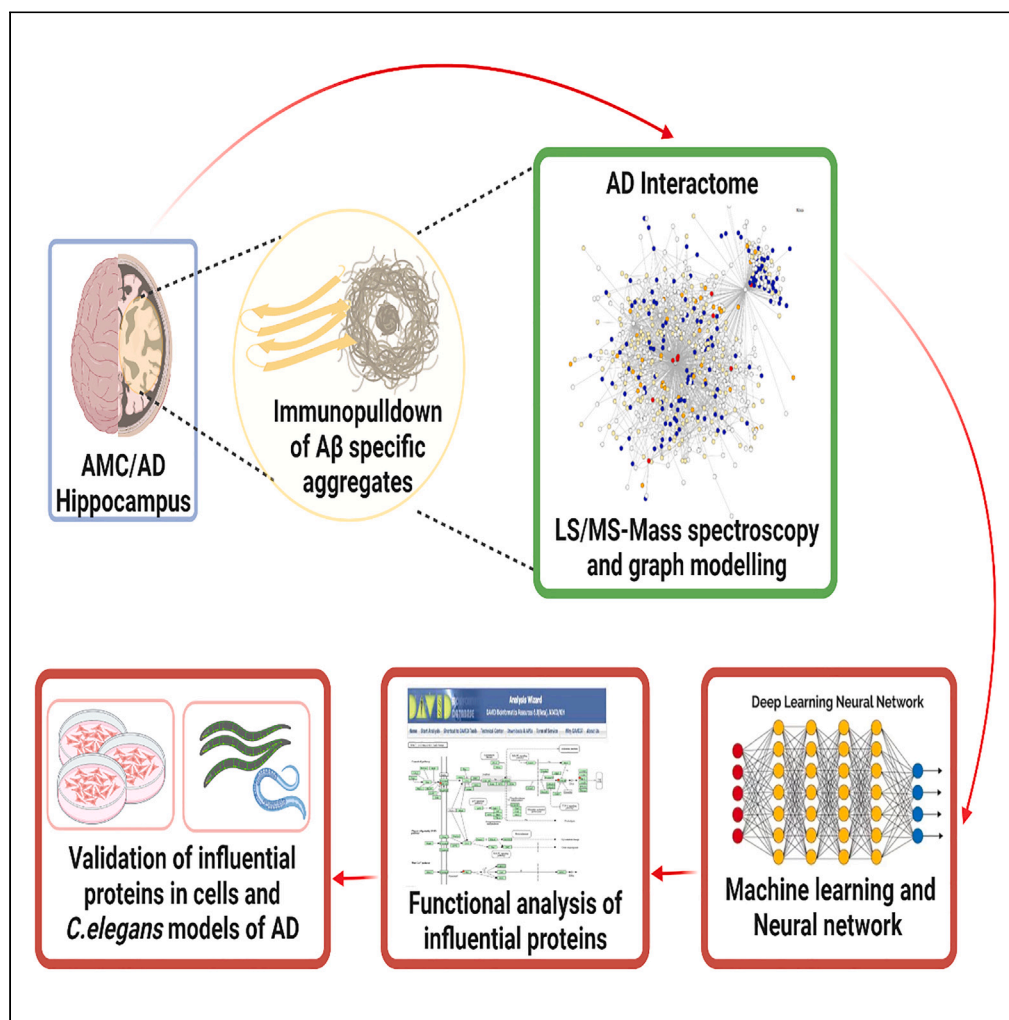 AMC/AD
Hippocampus
Immunopulldown
of Aβ specific
aggregates
AD Interactome
LS/MS-Mass spectroscopy
and graph modelling
Deep Learning Neural Network
Machine learning and
Neural network
DAVID
Analysis Wizard
Functional analysis of
influential proteins
Validation of influential
proteins in cells and
C.elegans models of AD